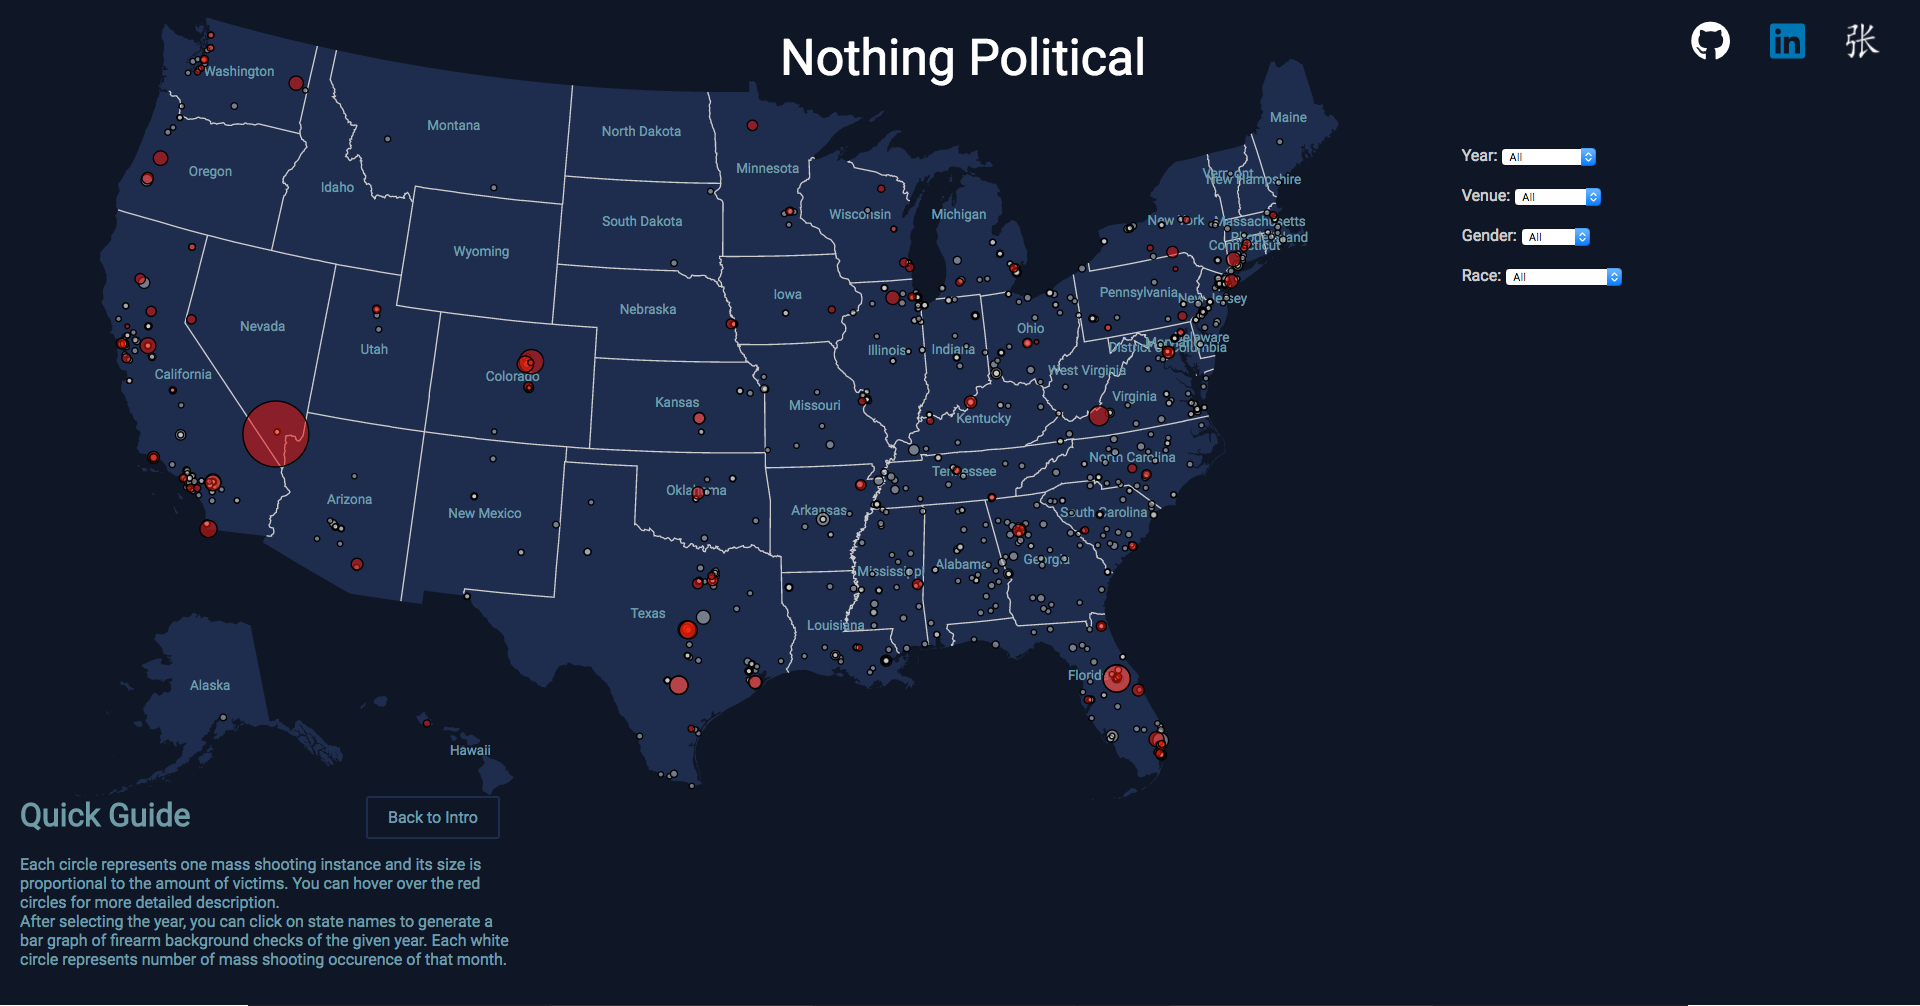 Nothing Political
in
张
Washington
Montana
North Dakota
Minnesota
Maine
Oregon
Idaho
South Dakota
Wisconsin
Michigan
Vermont
New Hampshire
New York
Massachusetts
Rhode Island
Connecticut
Wyoming
Nebraska
Iowa
Pennsylvania
New Jersey
Nevada
Utah
Colorado
Illinois
Indiana
Ohio
Delaware
Maryland
District of Columbia
West Virginia
California
Kansas
Missouri
Kentucky
Virginia
Arizona
New Mexico
Oklahoma
Arkansas
Tennessee
North Carolina
South Carolina
Texas
Louisiana
Mississippi
Alabama
Georgia
Florid
Alaska
Hawaii
Year: All
Venue: All
Gender: All
Race: All
Quick Guide
Back to Intro
Each circle represents one mass shooting instance and its size is
proportional to the amount of victims. You can hover over the red
circles for more detailed description.
After selecting the year, you can click on state names to generate a
bar graph of firearm background checks of the given year. Each white
circle represents number of mass shooting occurence of that month.